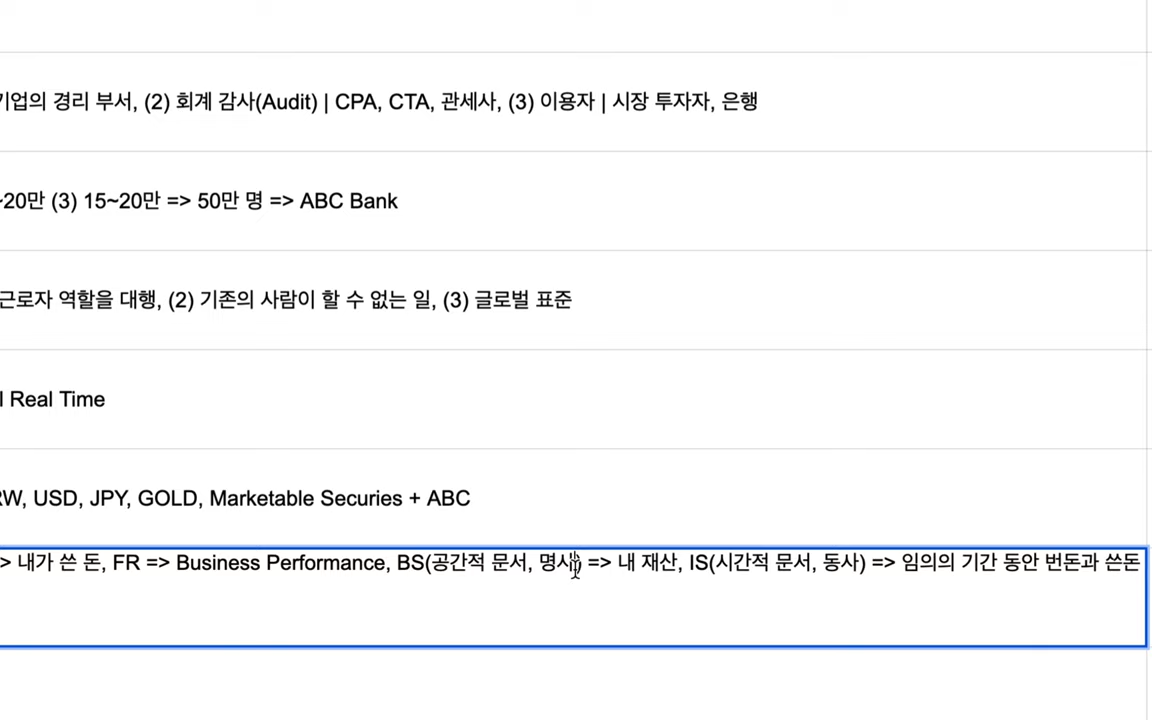 기업의 경리 부서, (2) 회계 감사(Audit) | CPA, CTA, 관세사, (3) 이용자 | 시장 투자자, 은행
~20만 (3) 15~20만 => 50만 명 => ABC Bank
근로자 역할을 대행, (2) 기존의 사람이 할 수 없는 일, (3) 글로벌 표준
l Real Time
RW, USD, JPY, GOLD, Marketable Securies + ABC
> 내가 쓴 돈, FR => Business Performance, BS(공간적 문서, 명사) => 내 재산, IS(시간적 문서, 동사) => 임의의 기간 동안 번돈과 쓴돈